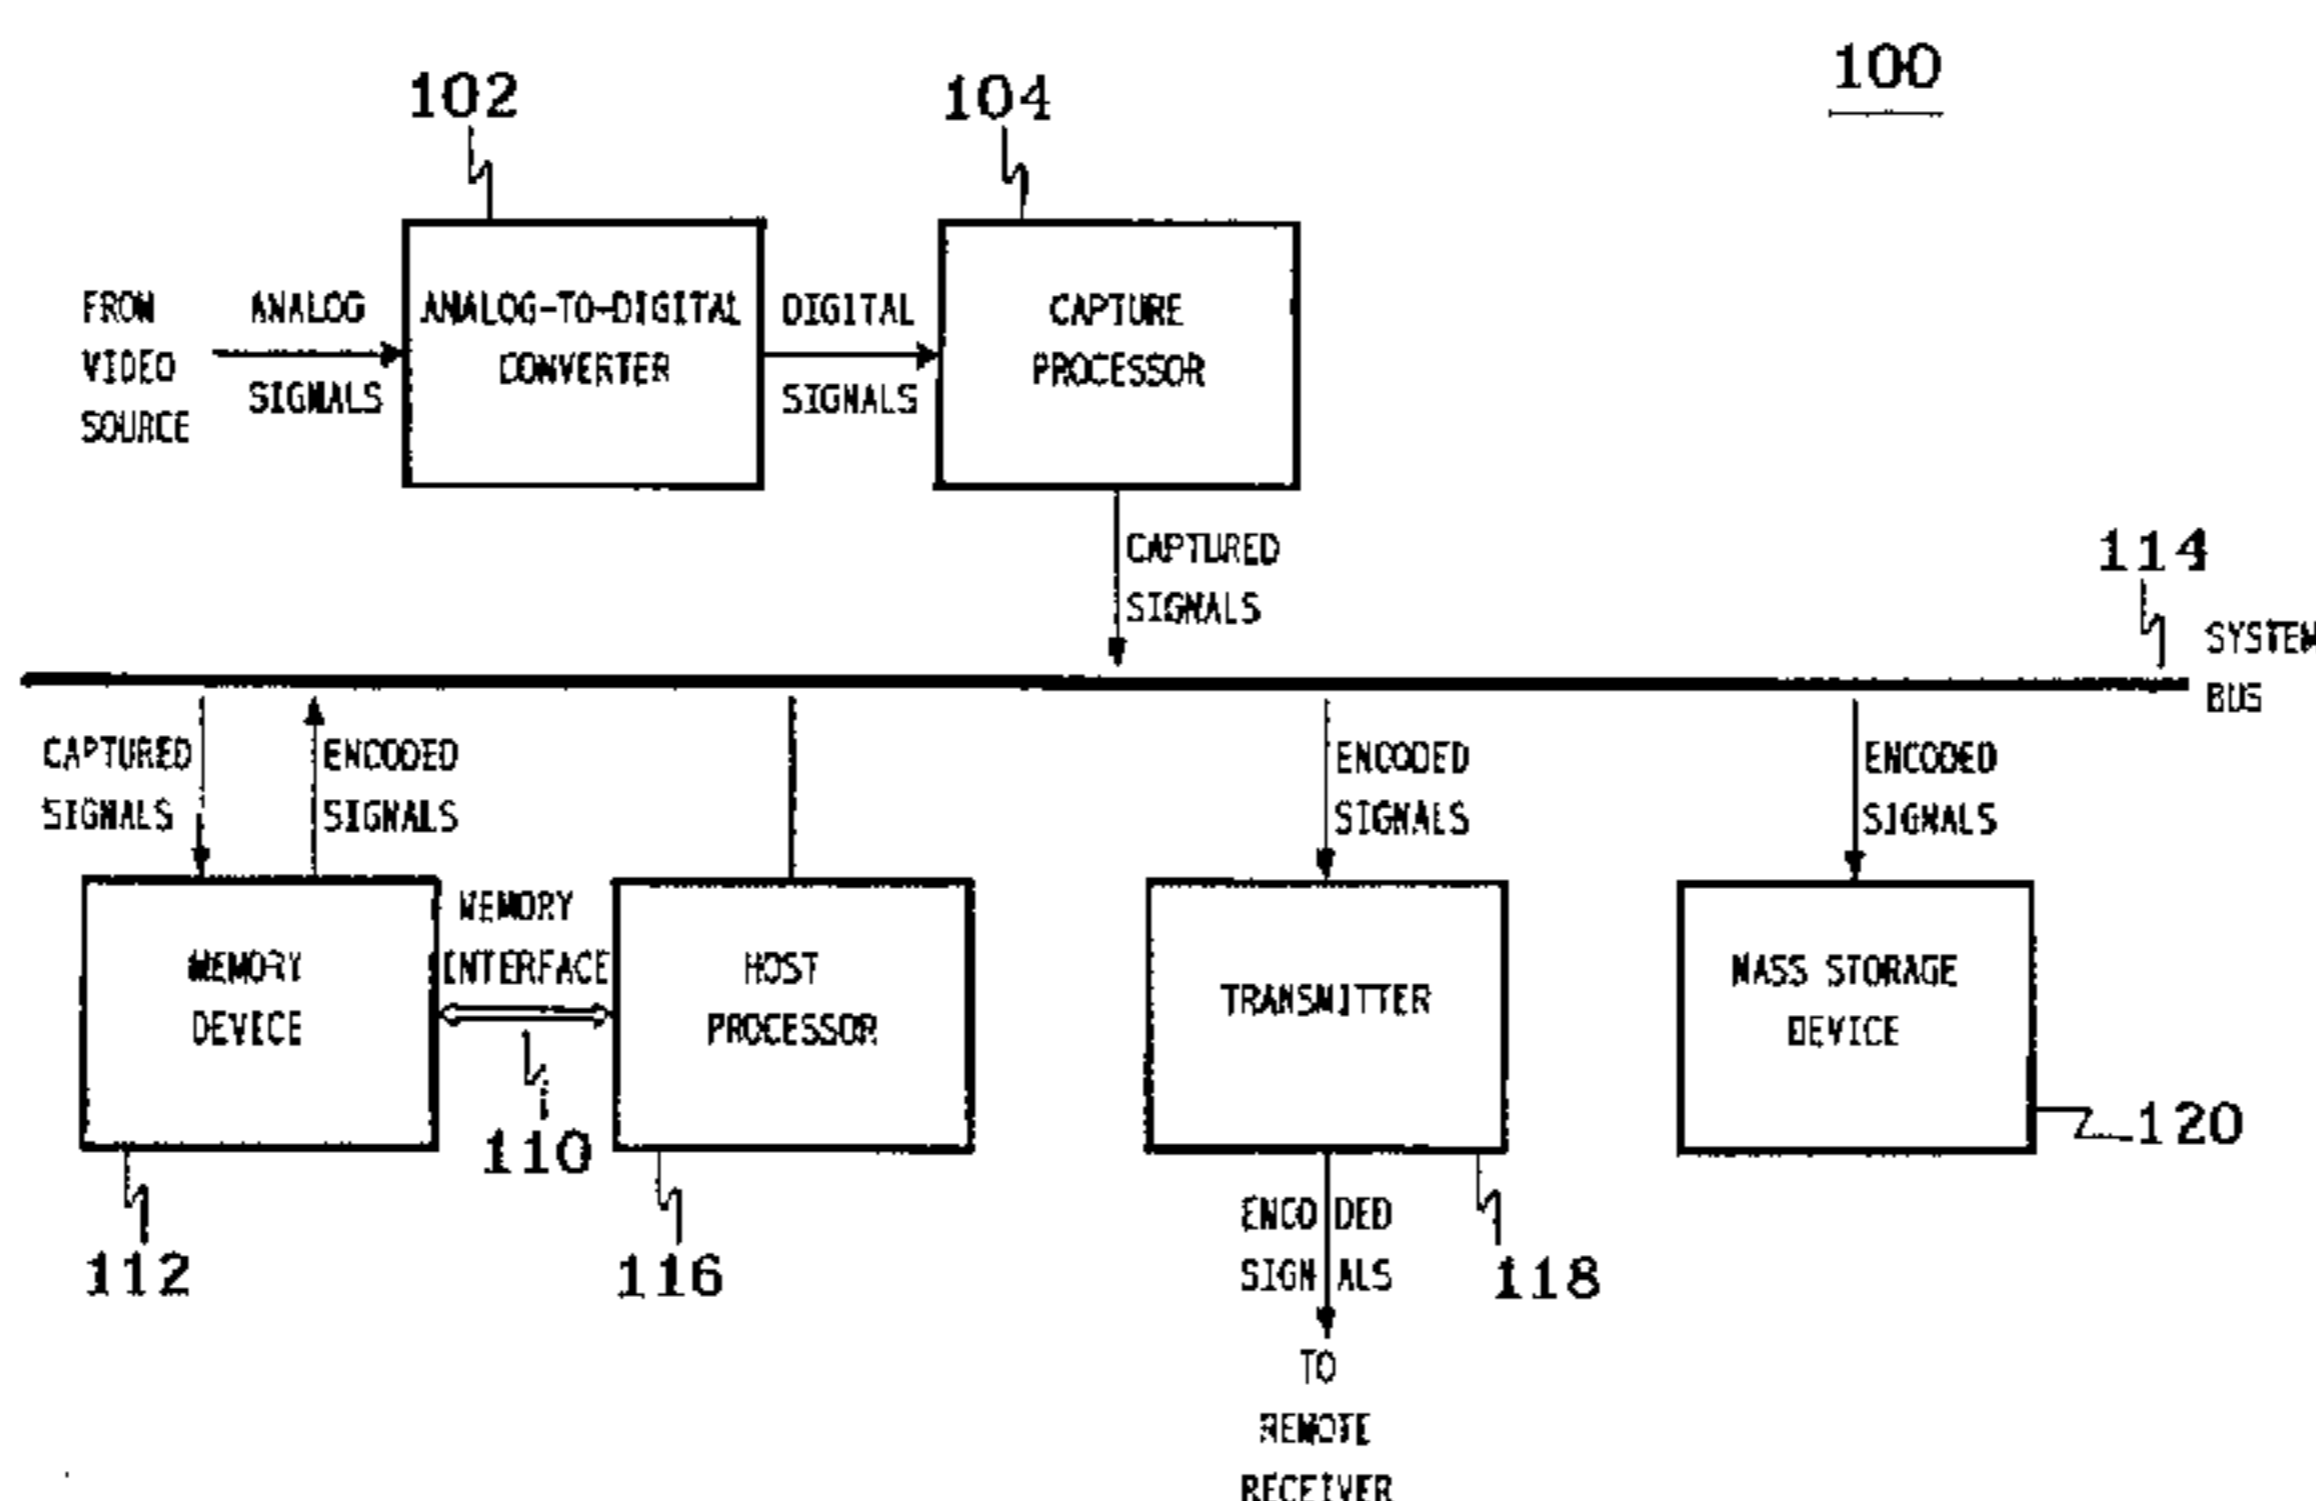 100
102
104
FROM
VIDEO
SOURCE
ANALOG
SIGNALS
ANALOG-TO-DIGITAL
CONVERTER
DIGITAL
SIGNALS
CAPTURE
PROCESSOR
CAPTURED
SIGNALS
114
SYSTEM
BUS
CAPTURED
SIGNALS
ENCODED
SIGNALS
ENCODED
SIGNALS
ENCODED
SIGNALS
MEMORY
DEVICE
MEMORY
INTERFACE
110
HOST
PROCESSOR
TRANSMITTER
MASS STORAGE
DEVICE
120
112
116
ENCODED
SIGNALS
118
TO
REMOTE
RECEIVER